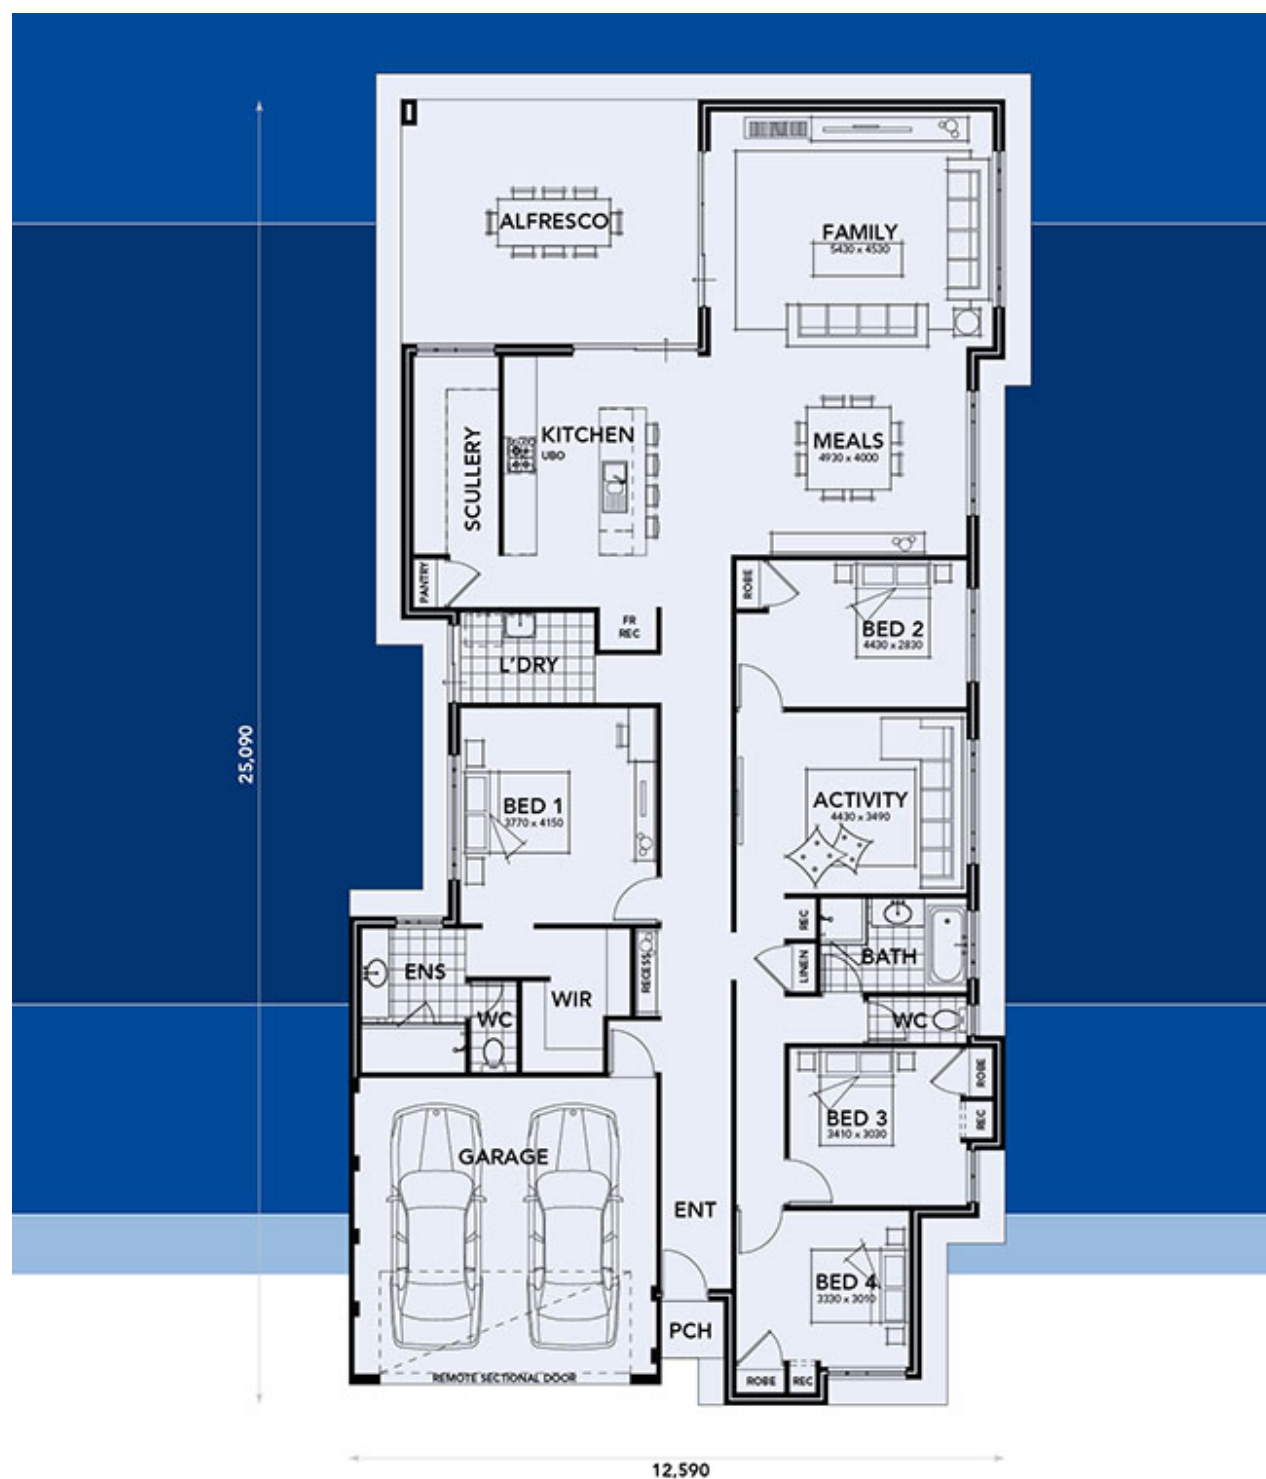 ALFRESCO
FAMILY
5430 x 4530
KITCHEN
UBO
SCULLERY
MEALS
4930 x 4000
PANTRY
FR
REC
ROBE
BED 2
4430 x 2830
L'DRY
25,090
BED 1
3770 x 4150
ACTIVITY
4430 x 3490
REC
LINEN
BATH
ENS
WIR
RECESS
WC
WC
ROBE
REC
BED 3
3410 x 3030
GARAGE
ENT
BED 4
3330 x 3010
PCH
REMOTE SECTIONAL DOOR
ROBE
REC
12,590